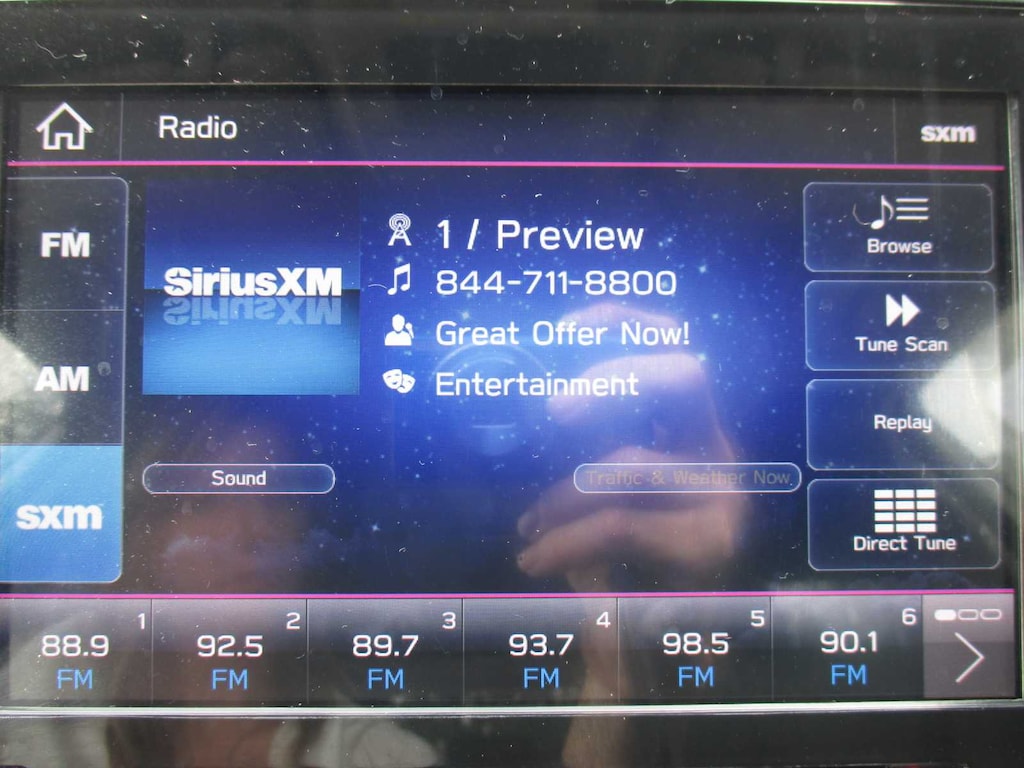 Radio
sxm
FM
AM
sxm
SiriusXM
1 / Preview
844-711-8800
Great Offer Now!
Entertainment
Sound
Traffic & Weather Now
Browse
Tune Scan
Replay
Direct Tune
1
88.9
FM
2
92.5
FM
3
89.7
FM
4
93.7
FM
5
98.5
FM
6
90.1
FM